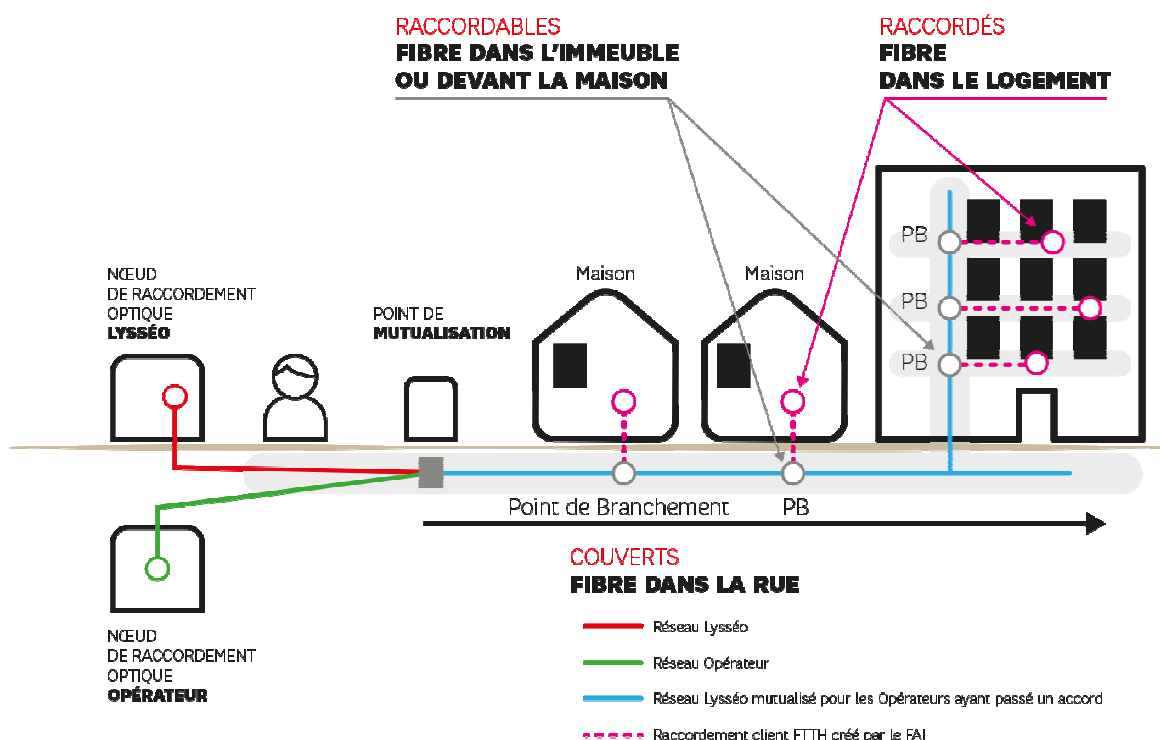 RACCORDABLES
FIBRE DANS L'IMMEUBLE
OU DEVANT LA MAISON
RACCORDÉS
FIBRE
DANS LE LOGEMENT
NŒUD
DE RACCORDEMENT
OPTIQUE
LYSSÉO
POINT DE
MUTUALISATION
Maison
Maison
PB
PB
PB
Point de Branchement
PB
COUVERTS
FIBRE DANS LA RUE
NŒUD
DE RACCORDEMENT
OPTIQUE
OPÉRATEUR
Réseau Lysséo
Réseau Opérateur
Réseau Lysséo mutualisé pour les Opérateurs ayant passé un accord
Raccordement client FTTH créé par le FAI